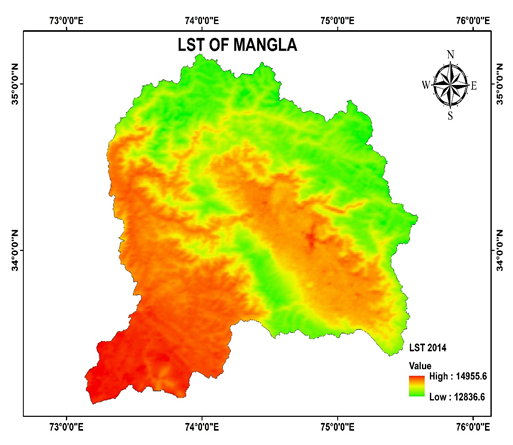 73°0'0"E 74°0'0"E 75°0'0"E 76°0'0"E
LST OF MANGLA
N
W E
S
35°0'0"N 35°0'0"N
34°0'0"N 34°0'0"N
LST 2014
Value
High : 14955.6
Low : 12836.6
73°0'0"E 74°0'0"E 75°0'0"E 76°0'0"E